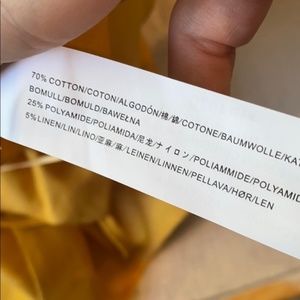 70% COTTON/COTON/ALGODÓN/棉/綿/COTONE/BAUMWOLLE/KAT
BOMULL/BOMULD/BAWEŁNA
25% POLYAMIDE/POLIAMIDA/尼龙/ナイロン/POLIAMMIDE/POLYAMID
5%LINEN/LIN/LINO/亚麻/麻/LEINEN/LINNEN/PELLAVA/HØR/LEN